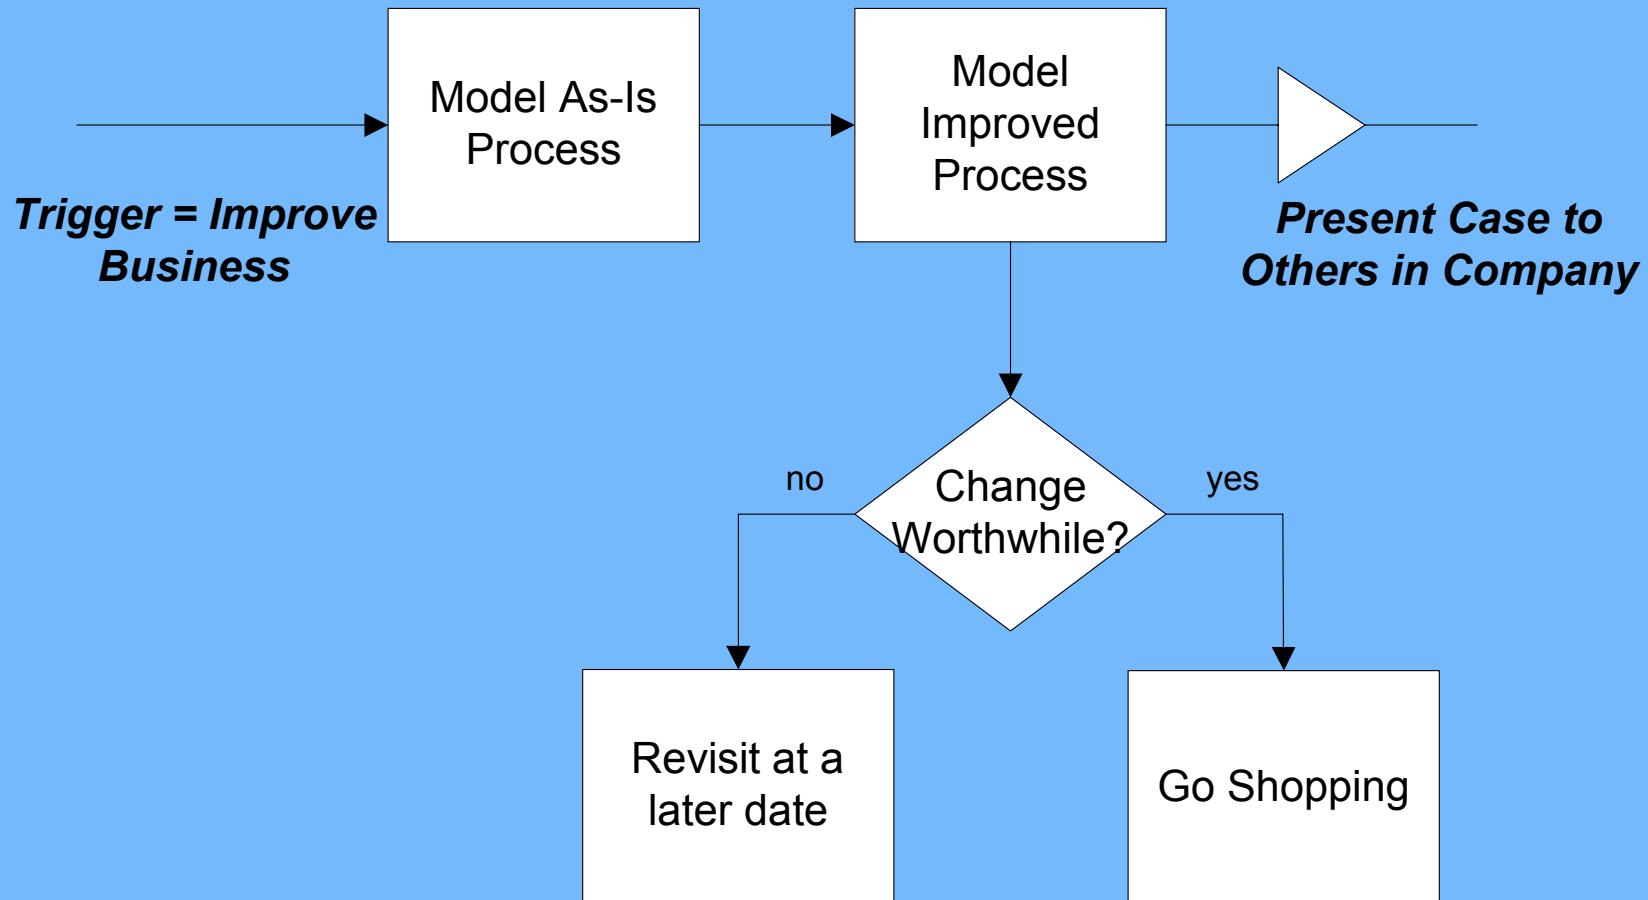 Model As-Is
Process
Model
Improved
Process
Trigger = Improve
Business
Present Case to
Others in Company
no
Change
Worthwhile?
yes
Revisit at a
later date
Go Shopping